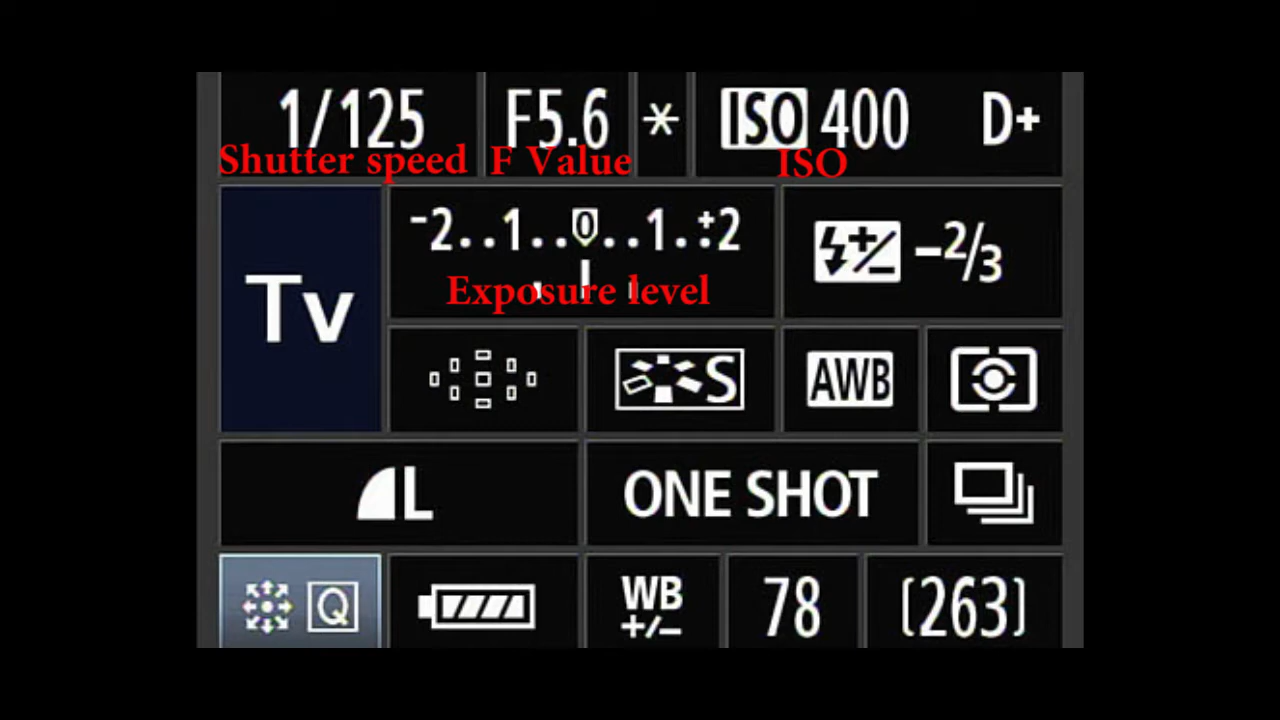 1/125 F5.6 * ISO 400 D+
Shutter speed F Value ISO
Tv
-2..1..0..1..+2
-2/3
Exposure level
S AWB
L ONE SHOT
Q WB 78 [263]
+/-